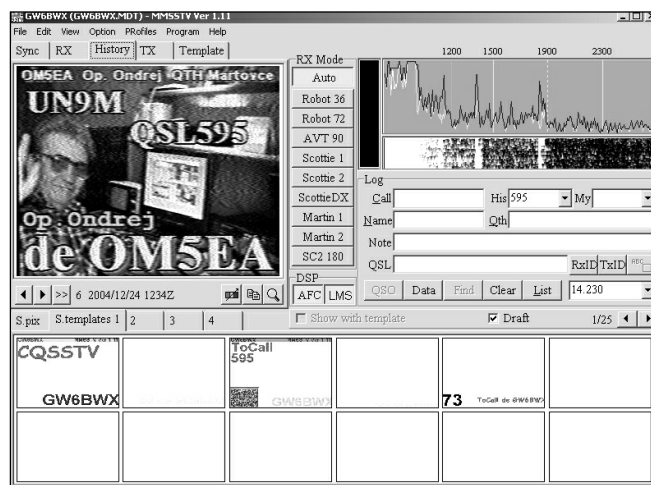 GW6BWX (GW6BWX.MDT) - MMSSTV Ver 1.11
File Edit View Option PRofiles Program Help
Sync RX History TX Template
OM5EA Op. Ondrej QTH Martovce
UN9M
QSL595
Op. Ondrej
de OM5EA
>> 6 2004/12/24 1234Z
RX Mode
Auto
Robot 36
Robot 72
AVT 90
Scottie 1
Scottie 2
ScottieDX
Martin 1
Martin 2
SC2 180
DSP
AFC LMS
1200 1500 1900 2300
Log
Call His 595 My
Name Qth
Note
QSL RxID TxID ABC
QSO Data Find Clear List 14.230
S.pix S.templates 1 2 3 4 Show with template Draft 1/25
CQSSTV
GW6BWX
ToCall
595
GW6BWX
73 ToCall de GW6BWX